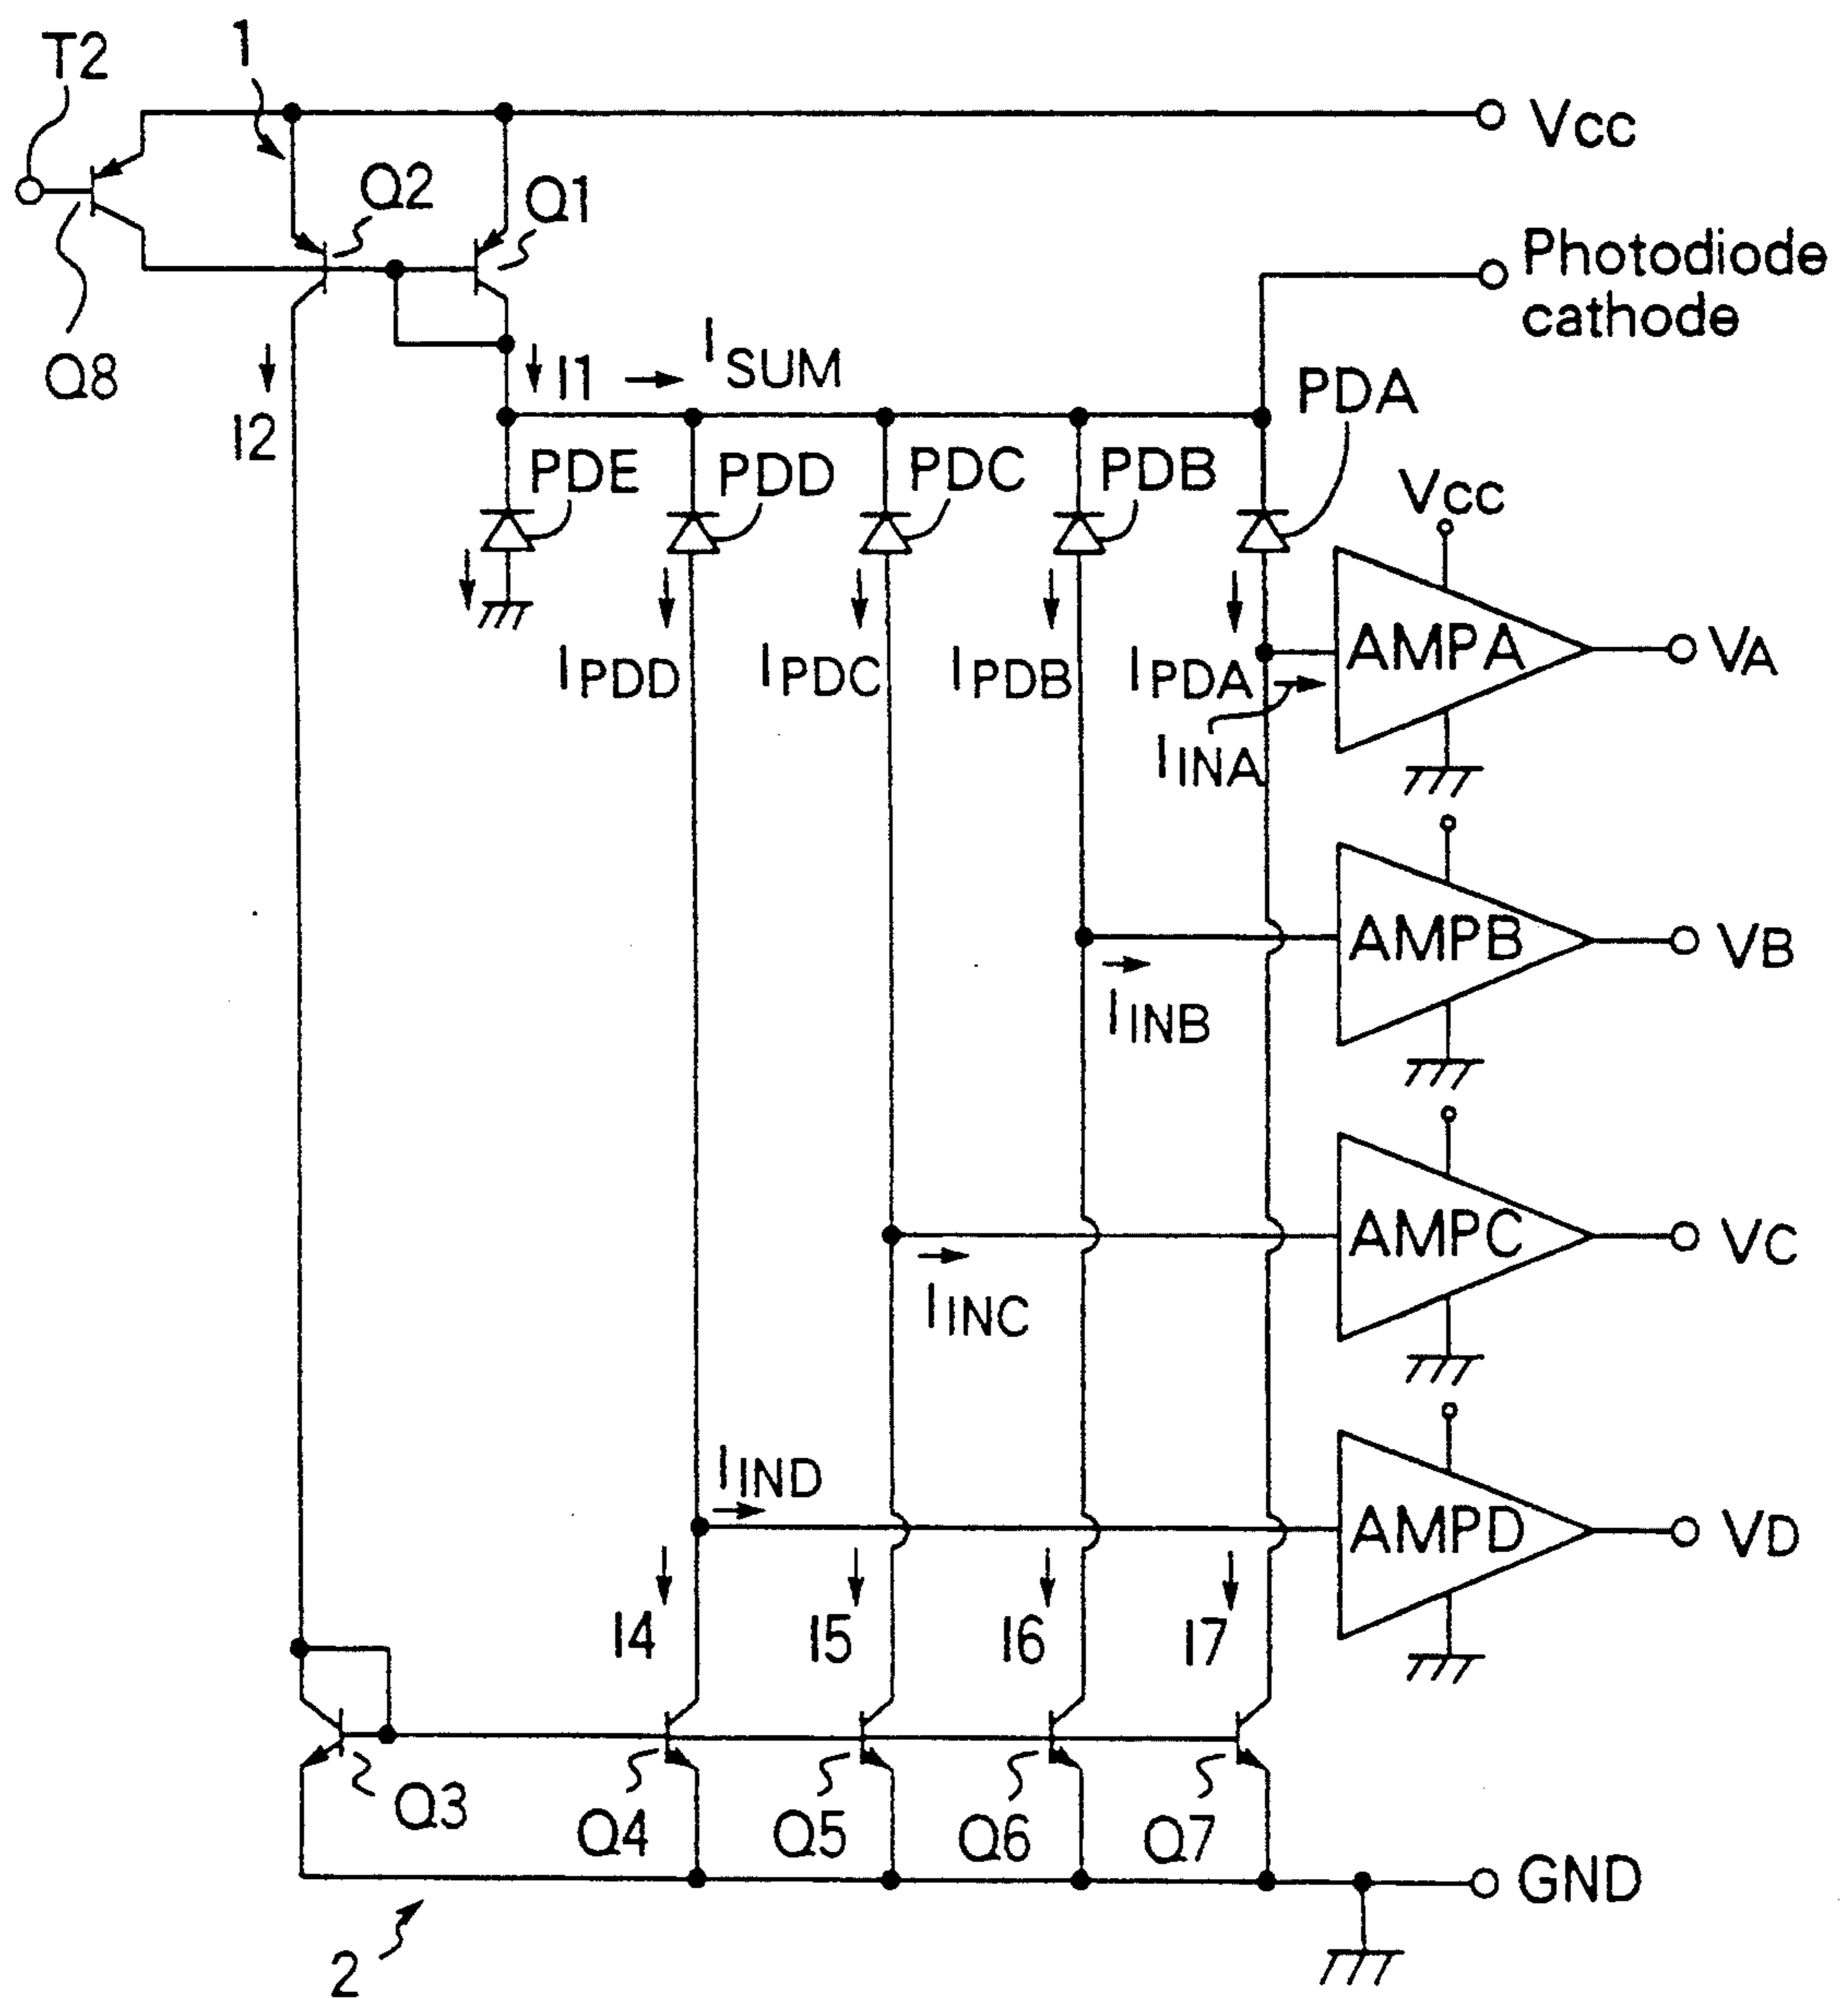 T2
1
Vcc
Q2
Q1
Photodiode
cathode
Q8
I1
ISUM
I2
PDA
PDE
PDD
PDC
PDB
Vcc
IPDD
IPDC
IPDB
IPDA
AMPA
VA
IINA
AMPB
VB
IINB
AMPC
VC
IINC
IIND
AMPD
VD
I4
I5
I6
I7
Q3
Q4
Q5
Q6
Q7
GND
2